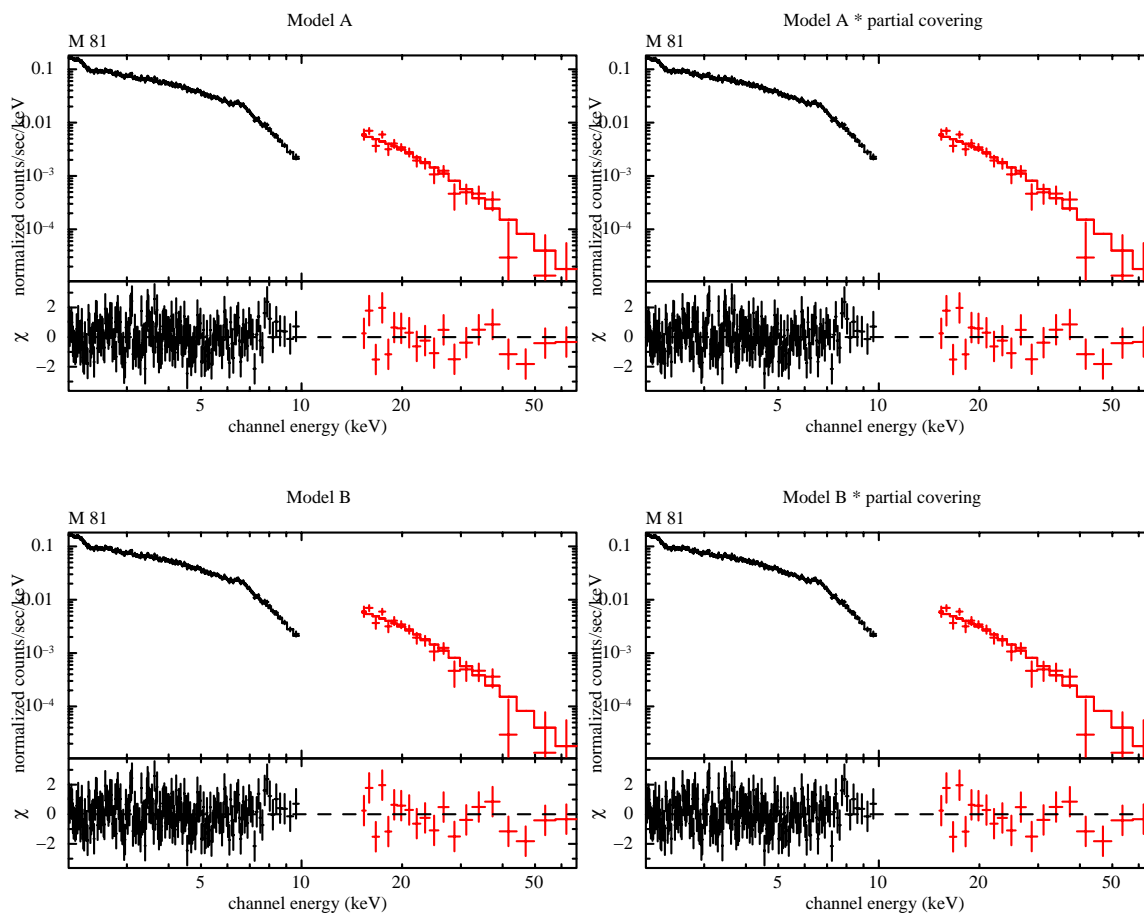 Model A
M 81
0.1
0.01
10⁻³
10⁻⁴
normalized counts/sec/keV
2
0
−2
χ
5 10 20 50
channel energy (keV)
Model A * partial covering
M 81
0.1
0.01
10⁻³
10⁻⁴
normalized counts/sec/keV
2
0
−2
χ
5 10 20 50
channel energy (keV)
Model B
M 81
0.1
0.01
10⁻³
10⁻⁴
normalized counts/sec/keV
2
0
−2
χ
5 10 20 50
channel energy (keV)
Model B * partial covering
M 81
0.1
0.01
10⁻³
10⁻⁴
normalized counts/sec/keV
2
0
−2
χ
5 10 20 50
channel energy (keV)